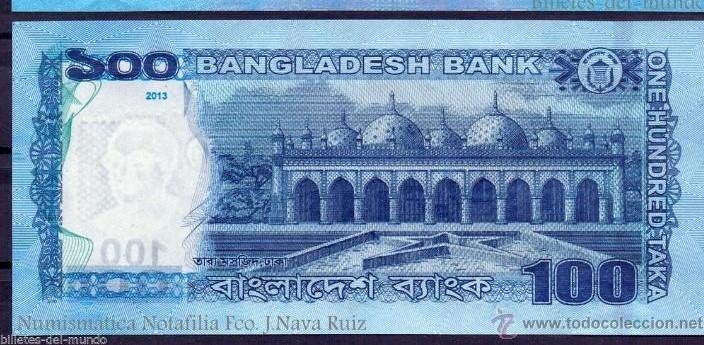 Billetes-del-mundo
১০০ BANGLADESH BANK
2013
ONE HUNDRED TAKA
001
তারা মসজিদ, ঢাকা
বাংলাদেশ ব্যাংক
100
Numismatica Notafilia Fco. J.Nava Ruiz
www.todocoleccion.net
billetes-del-mundo